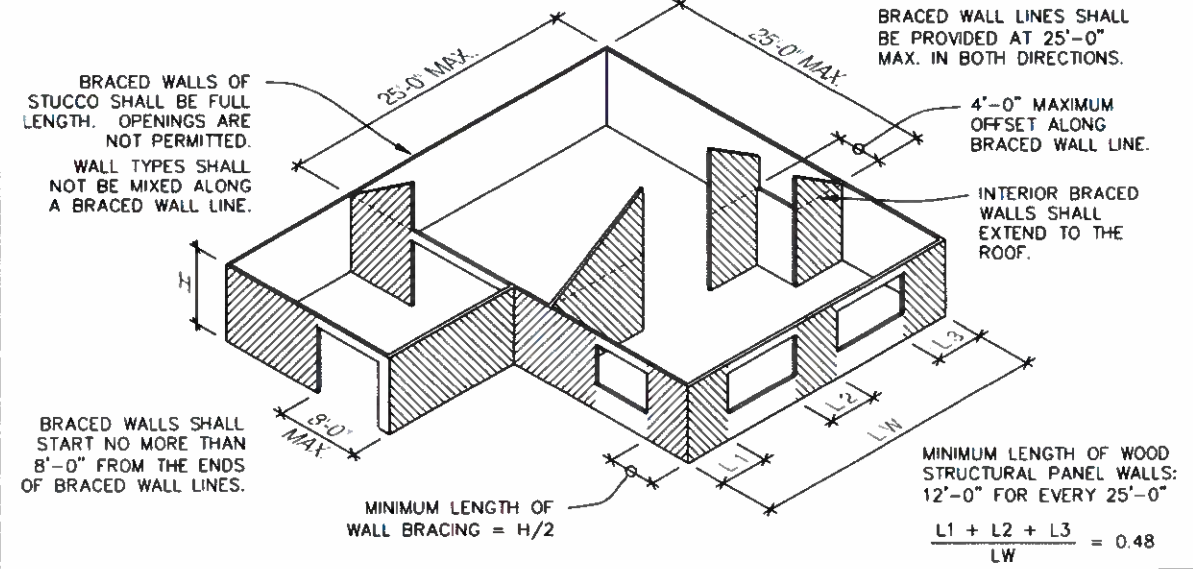 BRACED WALLS OF
STUCCO SHALL BE FULL
LENGTH. OPENINGS ARE
NOT PERMITTED.
WALL TYPES SHALL
NOT BE MIXED ALONG
A BRACED WALL LINE.
25'-0" MAX.
25'-0" MAX.
BRACED WALL LINES SHALL
BE PROVIDED AT 25'-0"
MAX. IN BOTH DIRECTIONS.
4'-0" MAXIMUM
OFFSET ALONG
BRACED WALL LINE.
INTERIOR BRACED
WALLS SHALL
EXTEND TO THE
ROOF.
H
8'-0"
MAX.
BRACED WALLS SHALL
START NO MORE THAN
8'-0" FROM THE ENDS
OF BRACED WALL LINES.
MINIMUM LENGTH OF
WALL BRACING = H/2
L1
L2
L3
LW
MINIMUM LENGTH OF WOOD
STRUCTURAL PANEL WALLS:
12'-0" FOR EVERY 25'-0"
L1 + L2 + L3
= 0.48
LW